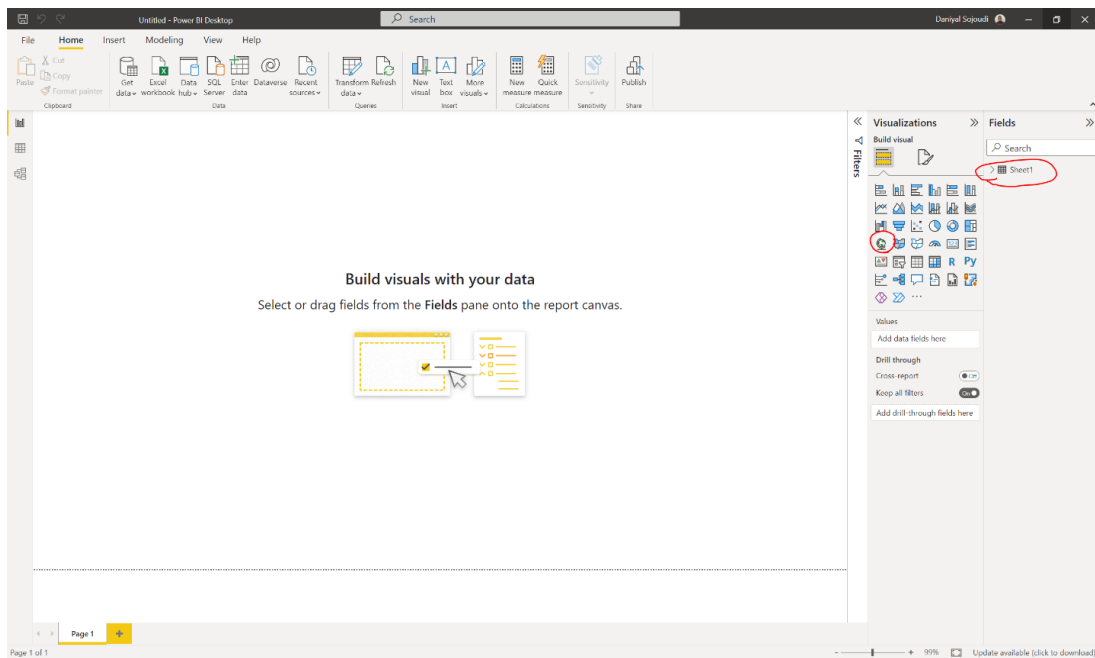 Untitled - Power BI Desktop
Search
Daniyal Sojoudi
File Home Insert Modeling View Help
Paste
Cut
Copy
Format painter
Clipboard
Get data
Excel workbook
Data hub
SQL Server
Enter data
Dataverse
Recent sources
Data
Transform data
Refresh
Queries
New visual
Text box
More visuals
Insert
New measure
Quick measure
Calculations
Sensitivity
Sensitivity
Publish
Share
Filters
Visualizations
Build visual
R Py
Values
Add data fields here
Drill through
Cross-report
Off
Keep all filters
On
Add drill-through fields here
Fields
Search
Sheet1
Build visuals with your data
Select or drag fields from the Fields pane onto the report canvas.
Page 1
Page 1 of 1
99%
Update available (click to download)